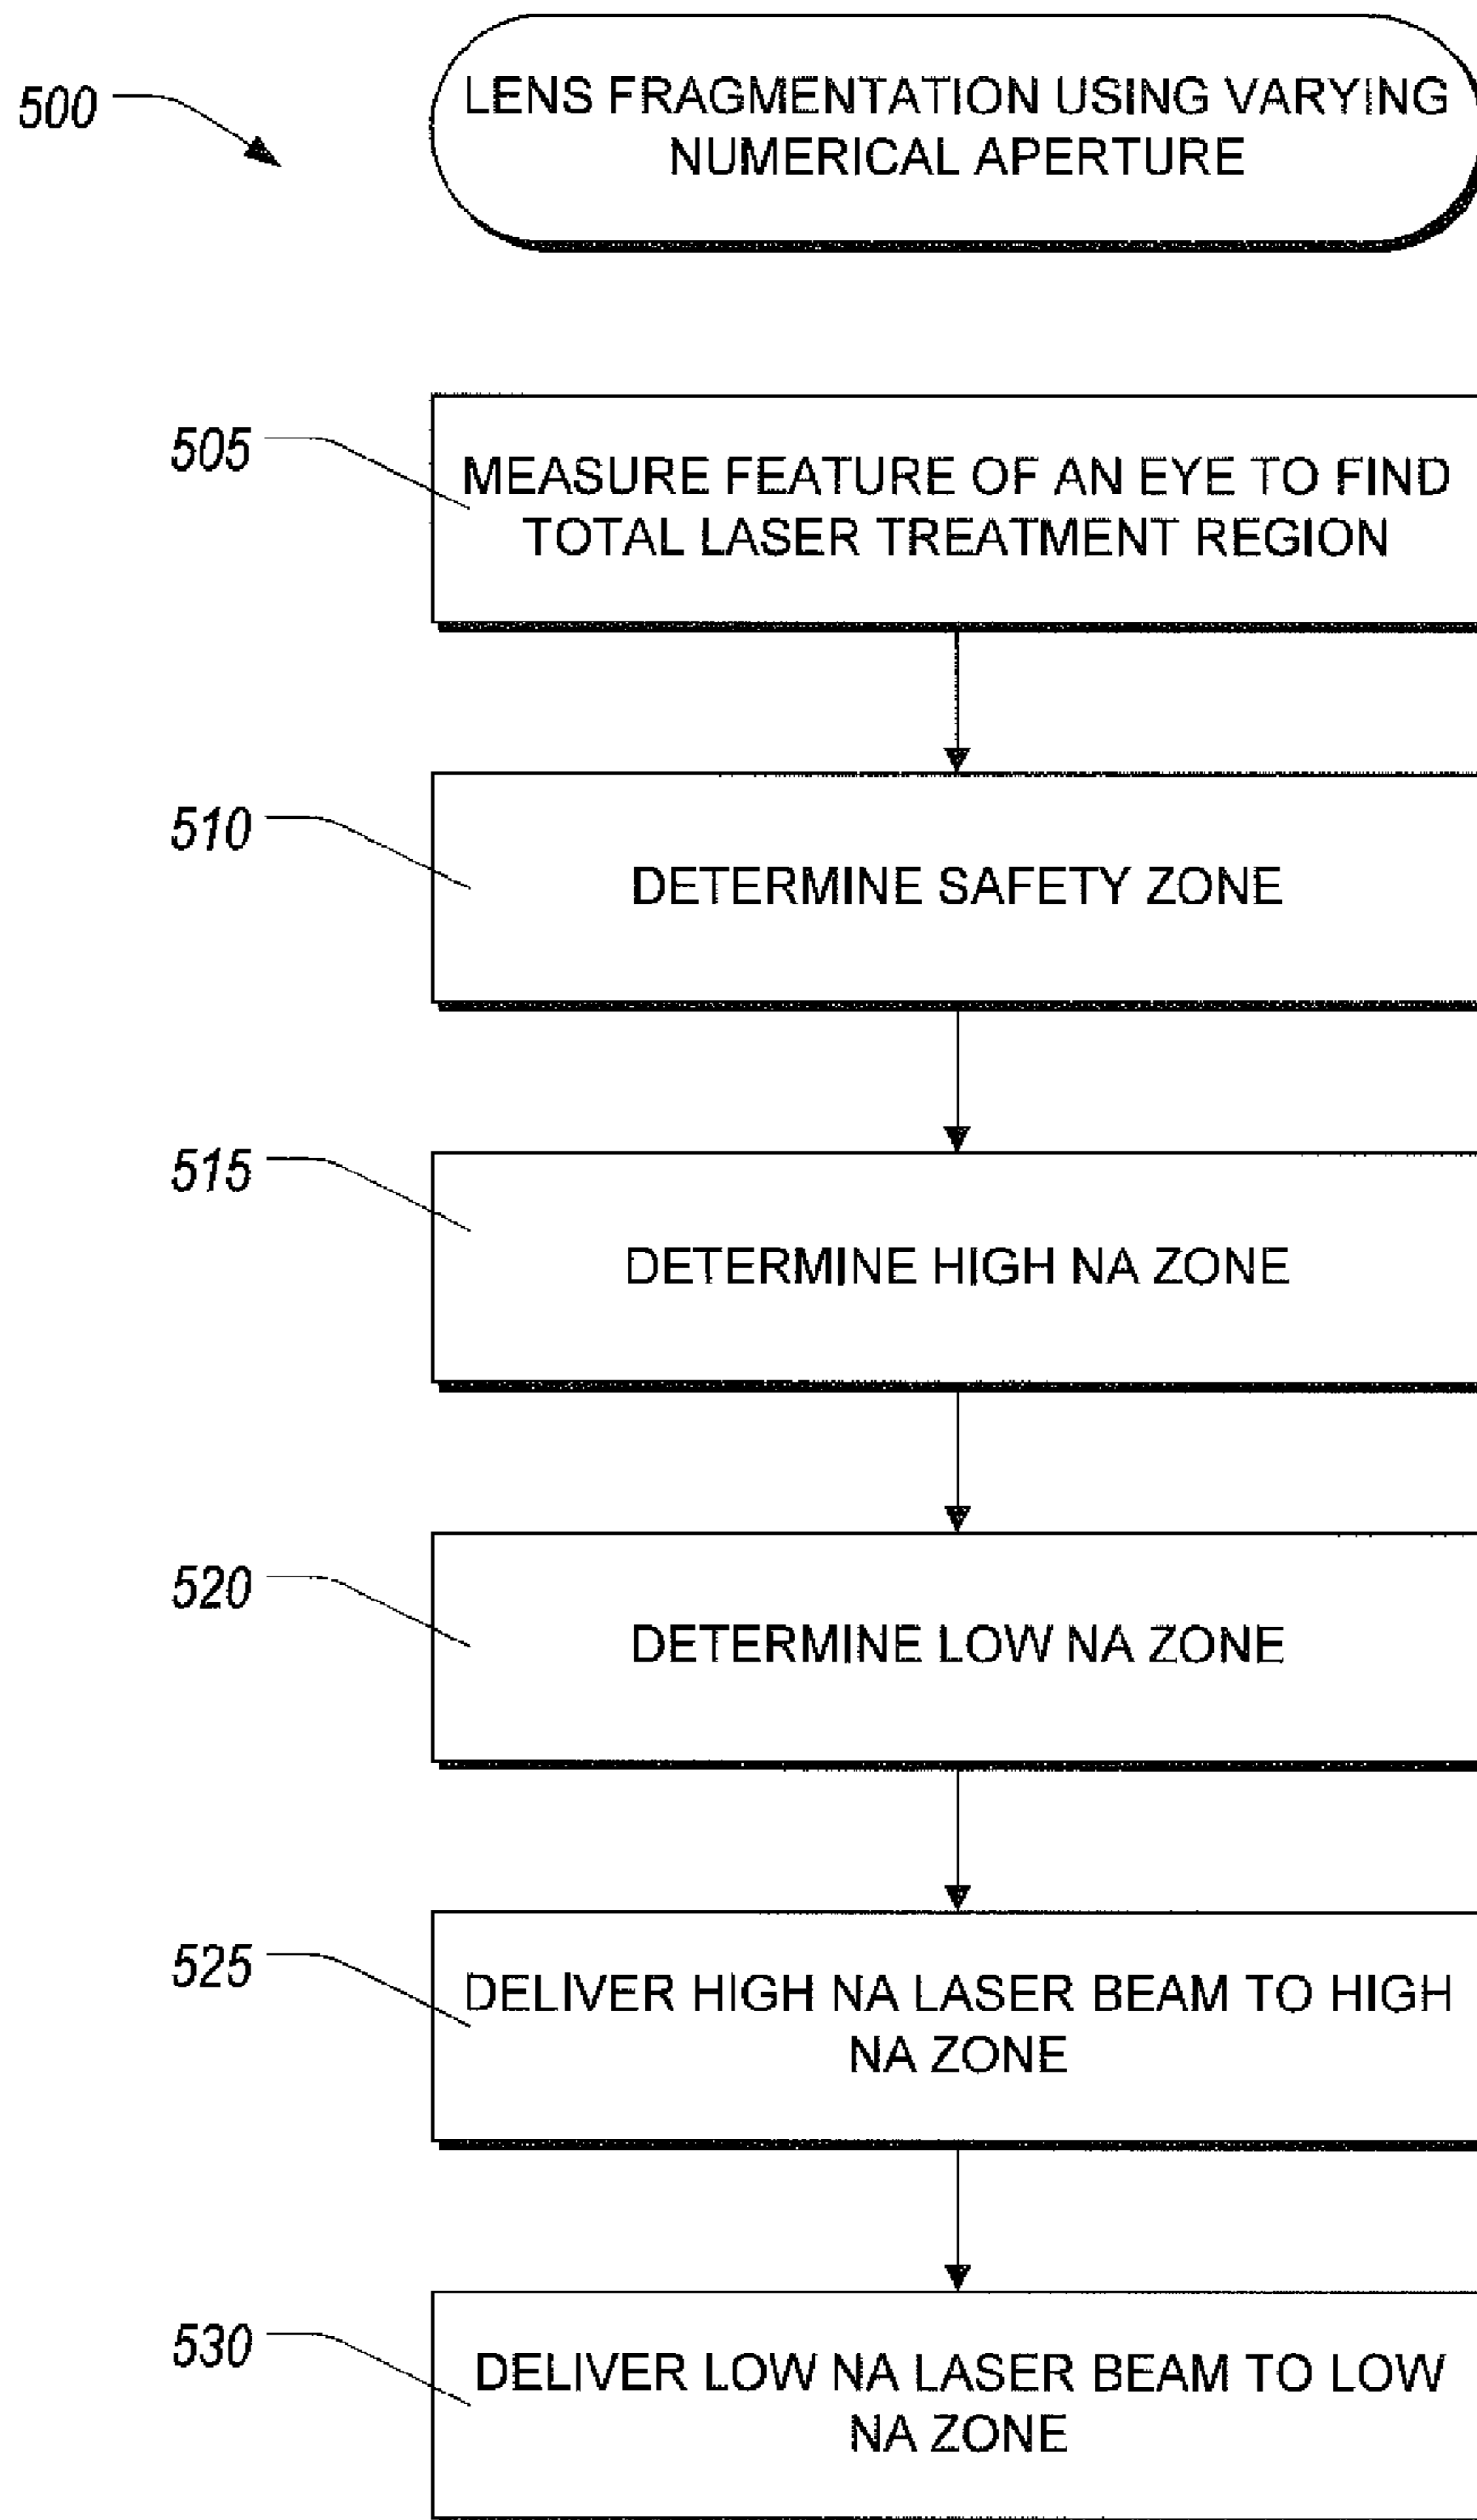 500
LENS FRAGMENTATION USING VARYING
NUMERICAL APERTURE
505
MEASURE FEATURE OF AN EYE TO FIND
TOTAL LASER TREATMENT REGION
510
DETERMINE SAFETY ZONE
515
DETERMINE HIGH NA ZONE
520
DETERMINE LOW NA ZONE
525
DELIVER HIGH NA LASER BEAM TO HIGH
NA ZONE
530
DELIVER LOW NA LASER BEAM TO LOW
NA ZONE